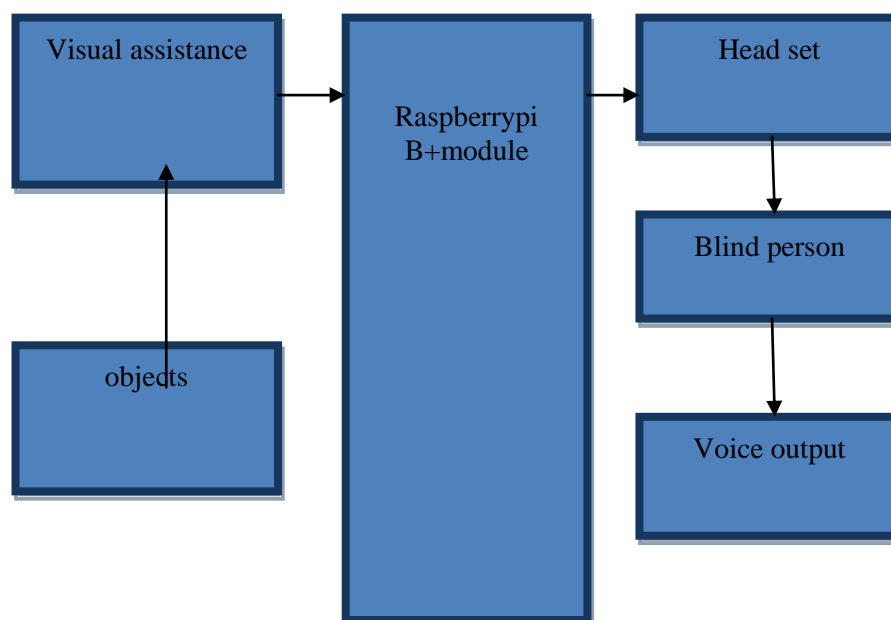 Visual assistance
Raspberrypi
B+module
Head set
Blind person
objects
Voice output